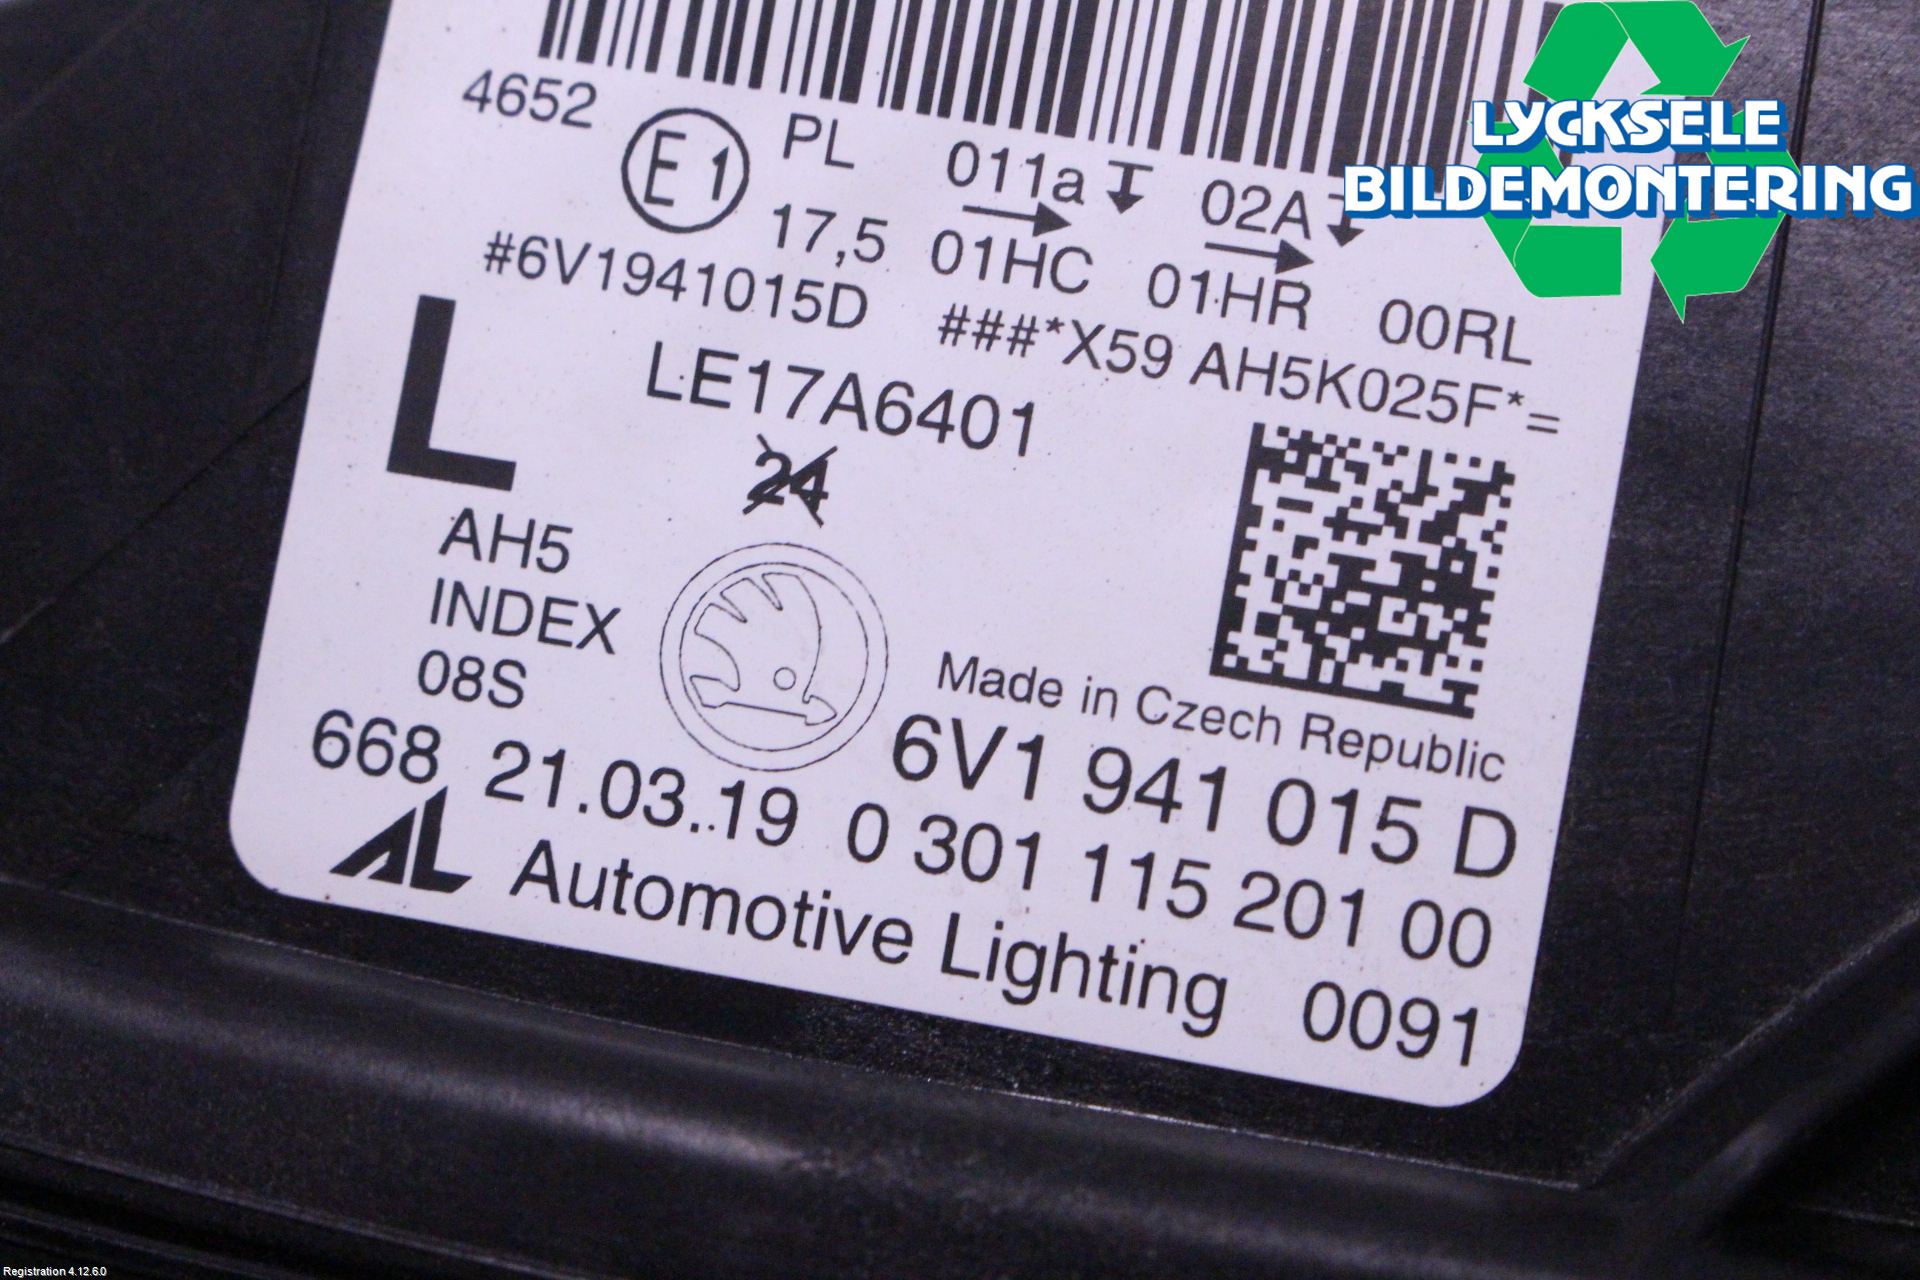 LYCKSELE
BILDEMONTERING
4652
E1 PL 011a 02A
17,5 01HC 01HR 00RL
#6V1941015D ###*X59 AH5K025F*=
L LE17A6401
24
AH5
INDEX
08S
Made in Czech Republic
6V1 941 015 D
668 21.03..19 0 301 115 201 00
AL Automotive Lighting 0091
Registration 4.12.6.0